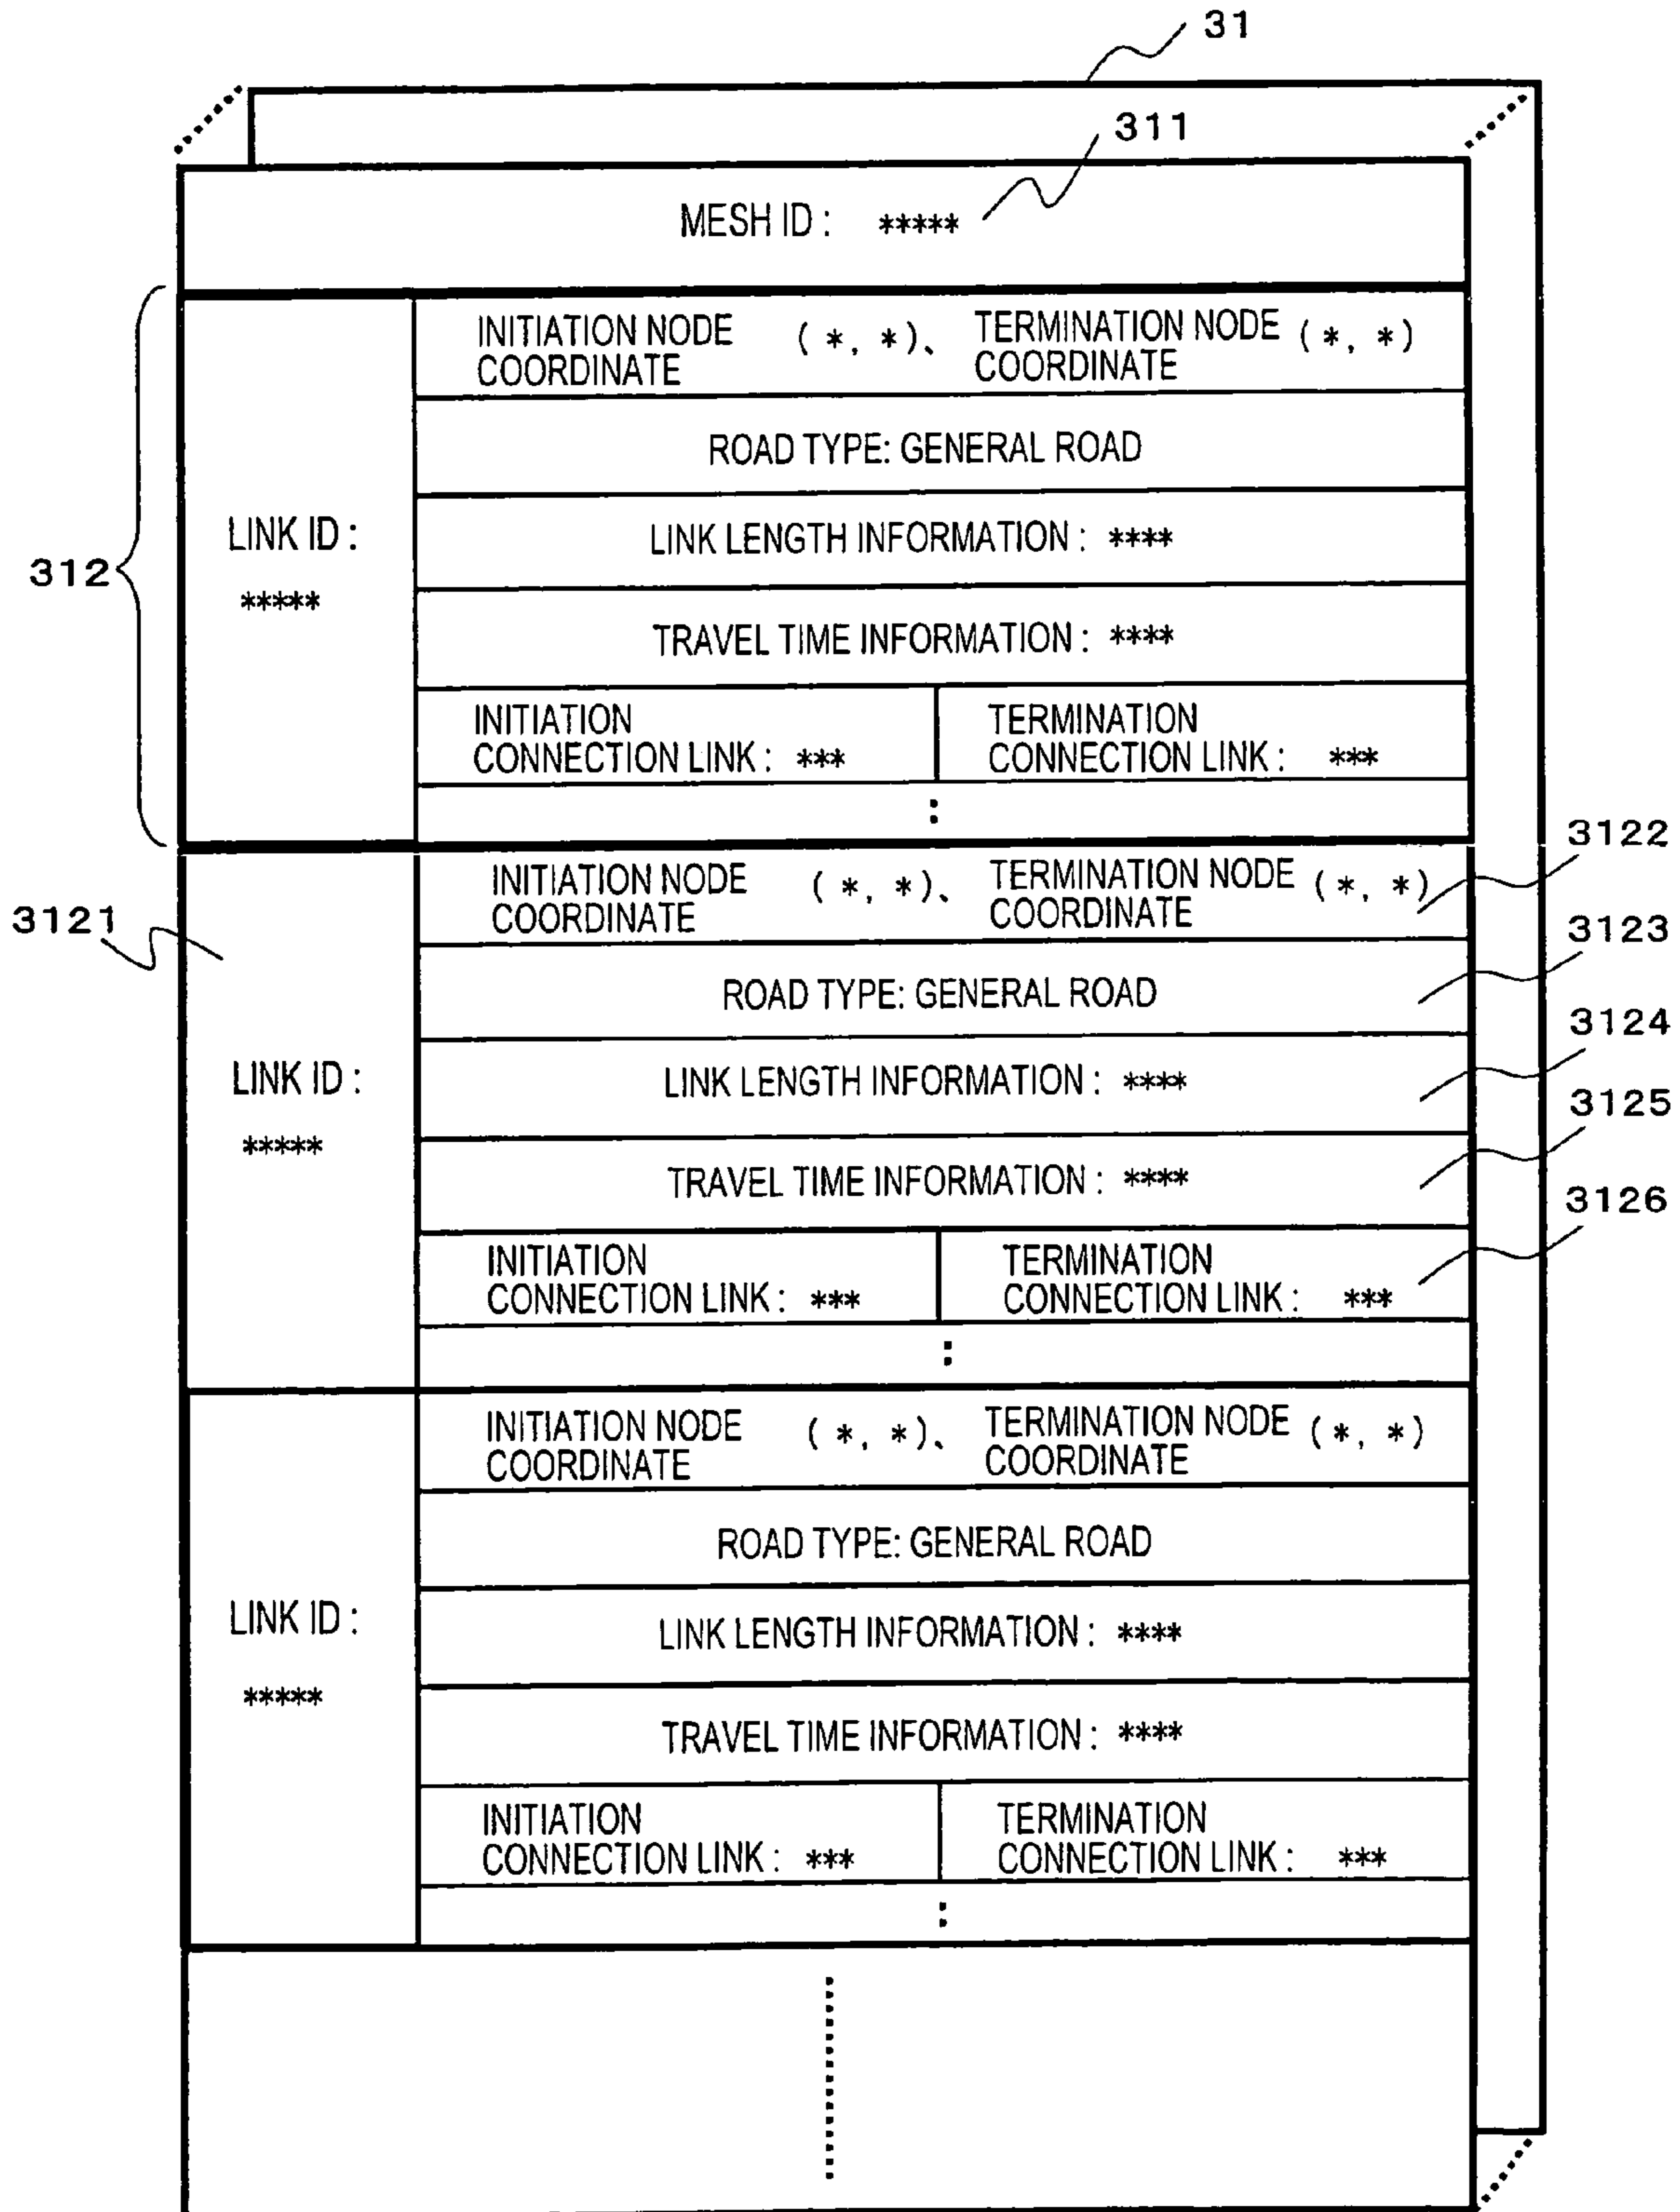 31
311
MESH ID : *****
312
LINK ID :
*****
INITIATION NODE COORDINATE (*, *)、 TERMINATION NODE COORDINATE (*, *)
ROAD TYPE: GENERAL ROAD
LINK LENGTH INFORMATION : ****
TRAVEL TIME INFORMATION : ****
INITIATION
CONNECTION LINK : ***
TERMINATION
CONNECTION LINK : ***
:
3121
LINK ID :
*****
INITIATION NODE COORDINATE (*, *)、 TERMINATION NODE COORDINATE (*, *)
3122
ROAD TYPE: GENERAL ROAD
3123
LINK LENGTH INFORMATION : ****
3124
TRAVEL TIME INFORMATION : ****
3125
INITIATION
CONNECTION LINK : ***
TERMINATION
CONNECTION LINK : ***
3126
:
LINK ID :
*****
INITIATION NODE COORDINATE (*, *)、 TERMINATION NODE COORDINATE (*, *)
ROAD TYPE: GENERAL ROAD
LINK LENGTH INFORMATION : ****
TRAVEL TIME INFORMATION : ****
INITIATION
CONNECTION LINK : ***
TERMINATION
CONNECTION LINK : ***
: